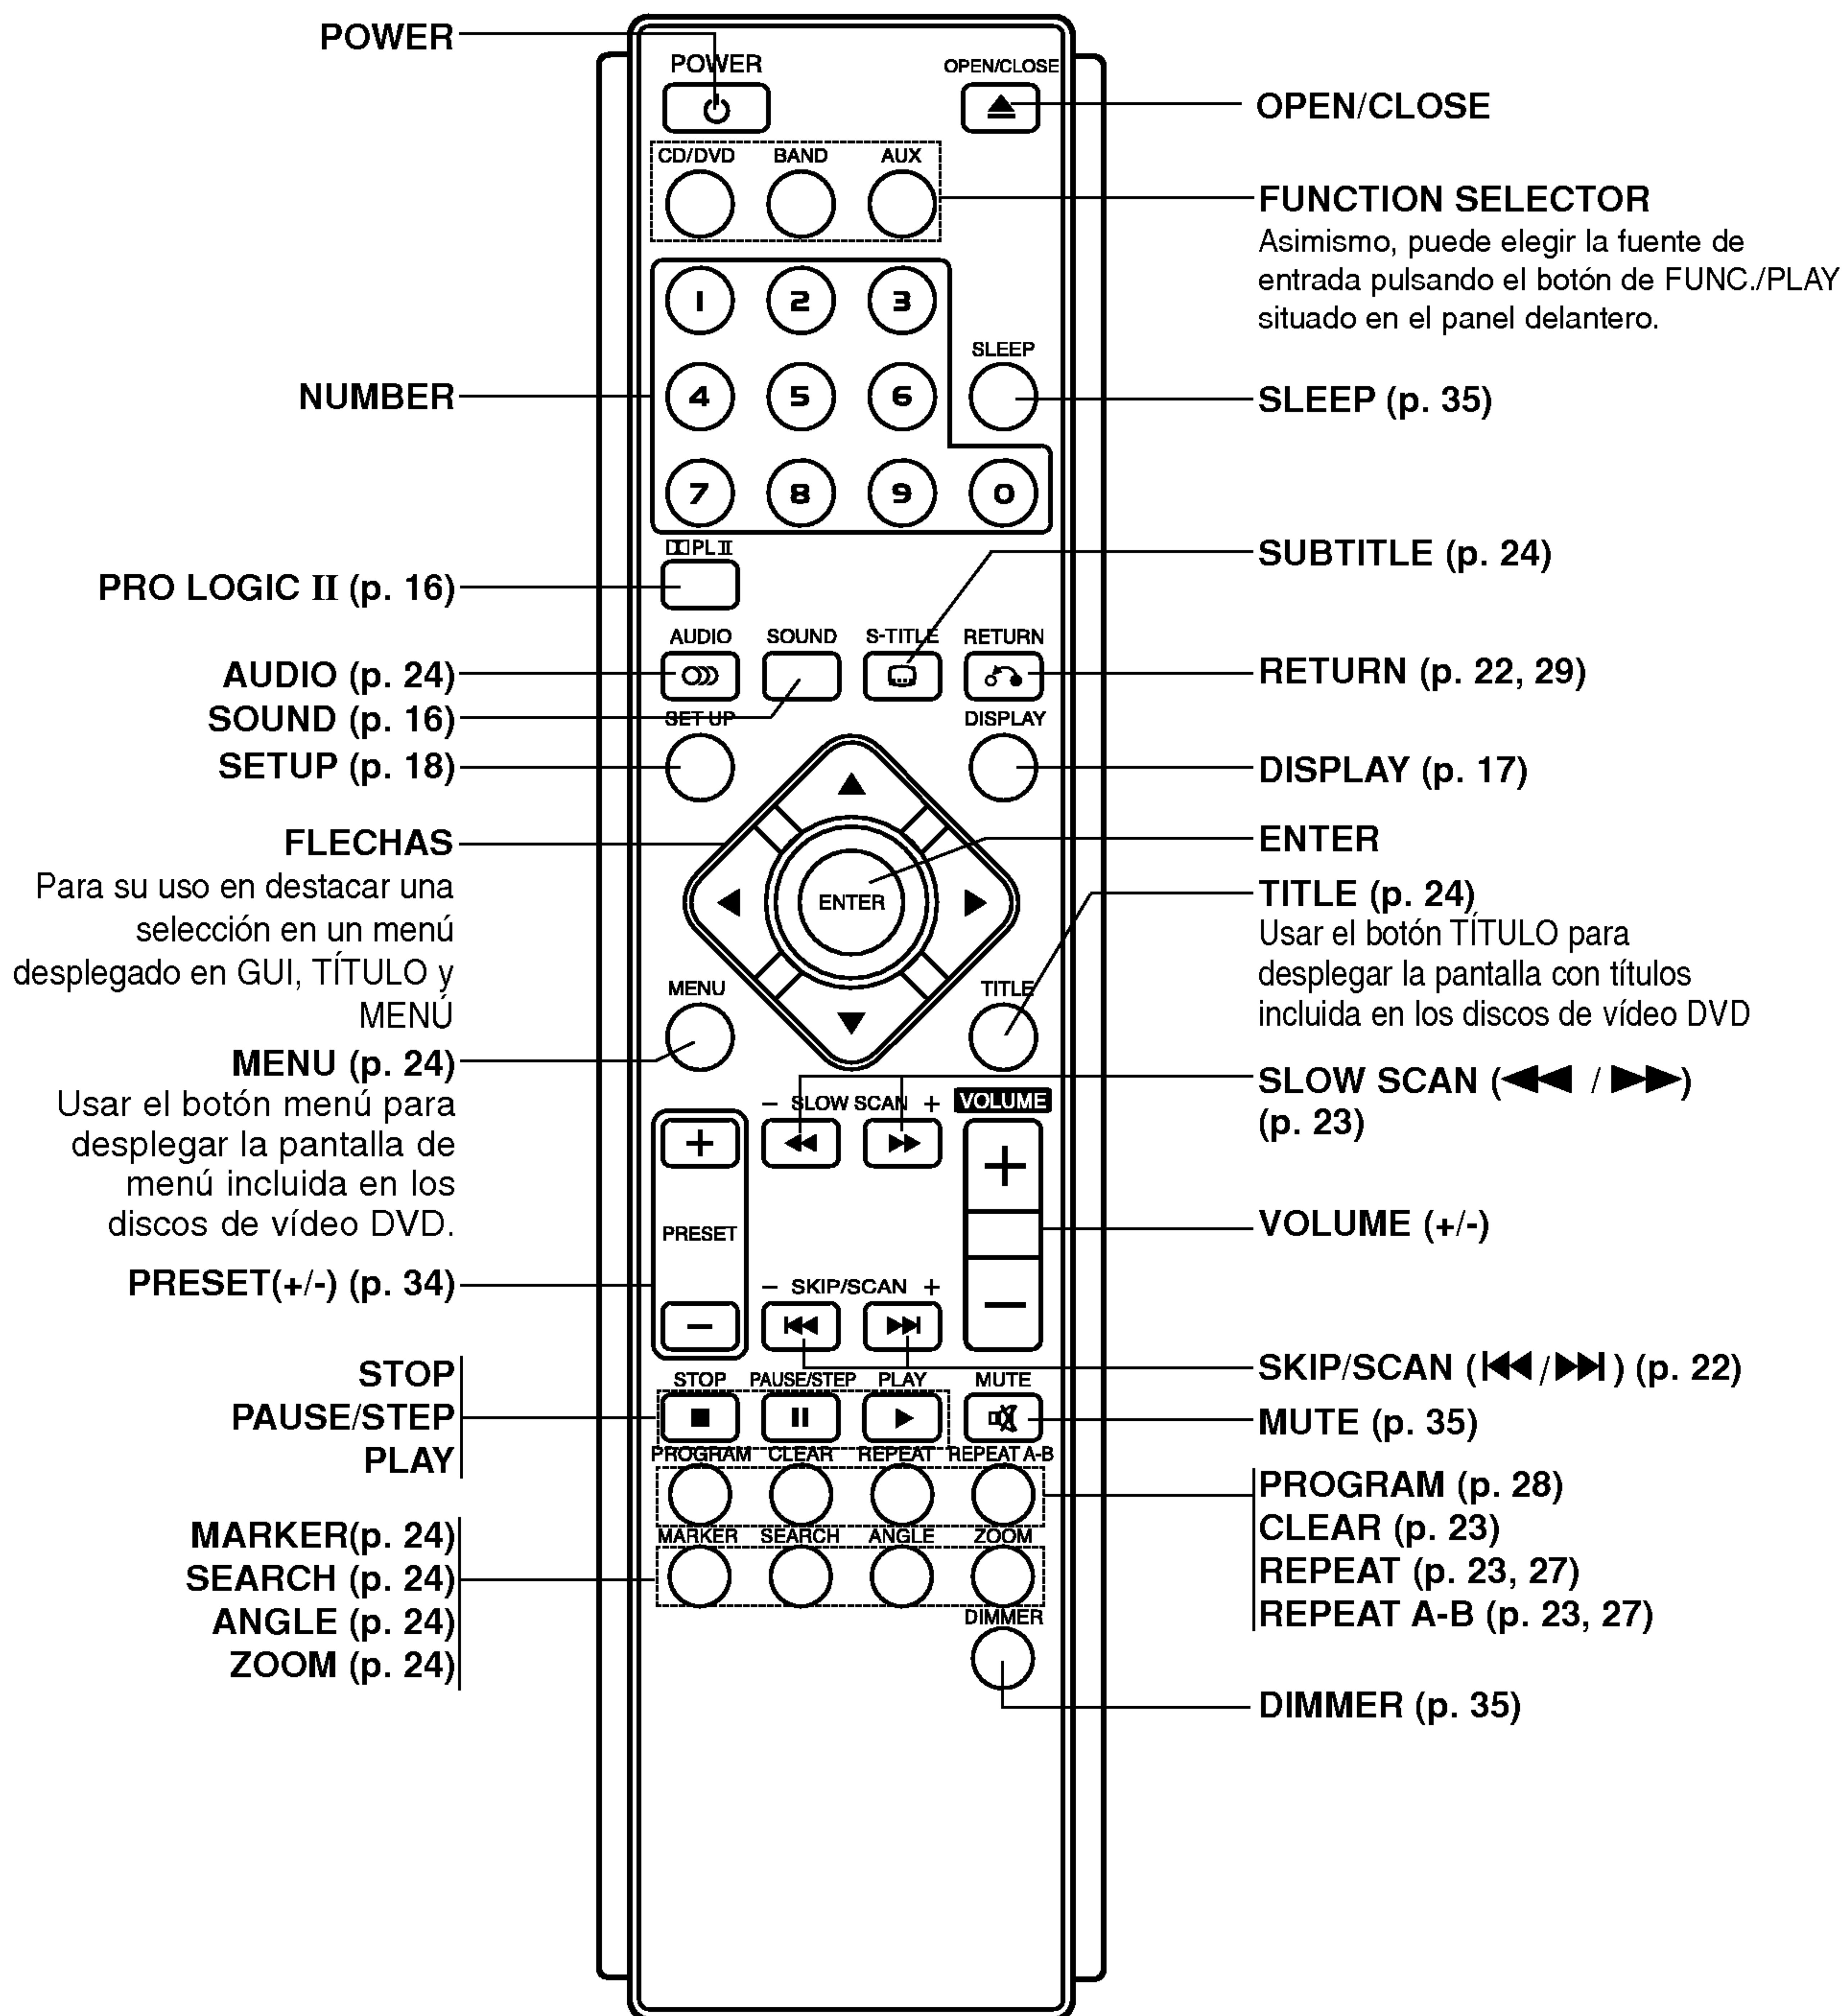 POWER
POWER
OPEN/CLOSE
OPEN/CLOSE
CD/DVD BAND AUX
FUNCTION SELECTOR
Asimismo, puede elegir la fuente de
entrada pulsando el botón de FUNC./PLAY
situado en el panel delantero.
1 2 3
SLEEP
NUMBER
4 5 6
SLEEP (p. 35)
7 8 9 0
PL II
SUBTITLE (p. 24)
PRO LOGIC II (p. 16)
AUDIO SOUND S-TITLE RETURN
AUDIO (p. 24)
RETURN (p. 22, 29)
SOUND (p. 16)
SET UP DISPLAY
SETUP (p. 18)
DISPLAY (p. 17)
FLECHAS
Para su uso en destacar una
selección en un menú
desplegado en GUI, TÍTULO y
MENÚ
ENTER
ENTER
TITLE (p. 24)
Usar el botón TÍTULO para
desplegar la pantalla con títulos
incluida en los discos de vídeo DVD
MENU TITLE
MENU (p. 24)
Usar el botón menú para
desplegar la pantalla de
menú incluida en los
discos de vídeo DVD.
SLOW SCAN (◀◀ / ▶▶)
(p. 23)
– SLOW SCAN + VOLUME
+ +
PRESET
VOLUME (+/-)
PRESET(+/-) (p. 34)
– SKIP/SCAN +
– –
SKIP/SCAN (|◀◀/▶▶|) (p. 22)
STOP
PAUSE/STEP
PLAY
STOP PAUSE/STEP PLAY MUTE
MUTE (p. 35)
PROGRAM CLEAR REPEAT REPEAT A-B
PROGRAM (p. 28)
CLEAR (p. 23)
REPEAT (p. 23, 27)
REPEAT A-B (p. 23, 27)
MARKER(p. 24)
SEARCH (p. 24)
ANGLE (p. 24)
ZOOM (p. 24)
MARKER SEARCH ANGLE ZOOM
DIMMER
DIMMER (p. 35)